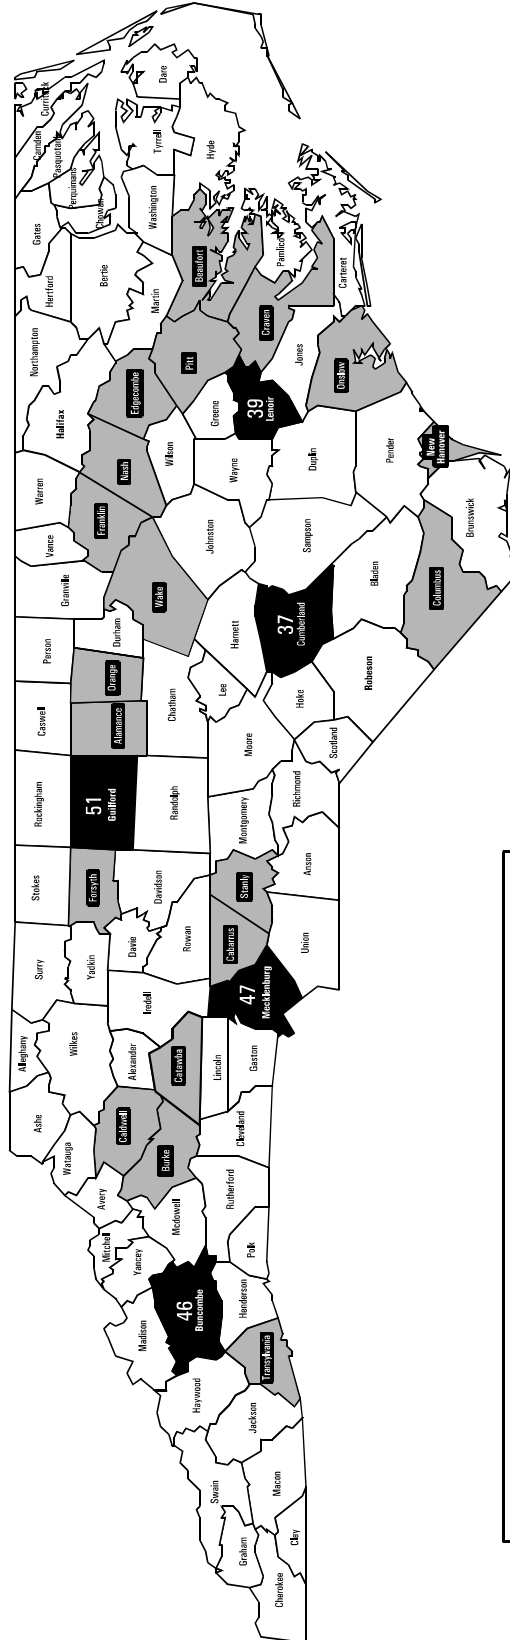 Cherokee
Graham
Clay
Swain
Macon
Jackson
Haywood
Transylvania
Madison
46
Buncombe
Henderson
Yancey
Mitchell
Mcdowell
Polk
Rutherford
Avery
Burke
Cleveland
Watauga
Caldwell
Ashe
Alleghany
Wilkes
Alexander
Catawba
Lincoln
Gaston
Surry
Yadkin
Iredell
Davie
Rowan
47
Mecklenburg
Cabarrus
Union
Stokes
Forsyth
Davidson
Stanly
Anson
Rockingham
51
Guilford
Randolph
Montgomery
Richmond
Caswell
Alamance
Chatham
Moore
Scotland
Person
Orange
Durham
Lee
Hoke
Robeson
Granville
Vance
Franklin
Wake
Harnett
37
Cumberland
Bladen
Columbus
Warren
Nash
Johnston
Sampson
Brunswick
Halifax
Northampton
Edgecombe
Wilson
Wayne
Duplin
Pender
New
Hanover
Greene
39
Lenoir
Pitt
Jones
Onslow
Craven
Hertford
Bertie
Martin
Beaufort
Pamlico
Carteret
Gates
Chowan
Perquimans
Pasquotank
Camden
Currituck
Washington
Tyrrell
Hyde
Dare